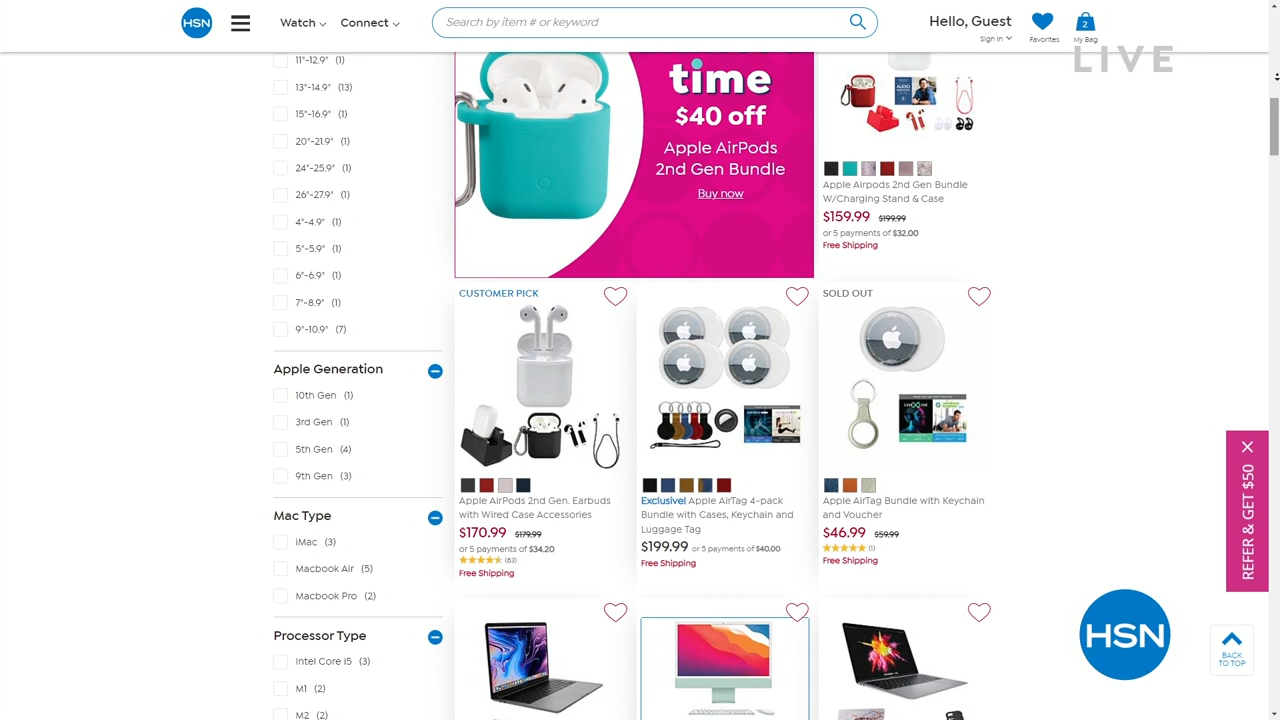 HSN
Watch
Connect
Search by item # or keyword
Hello, Guest
Sign In
Favorites
2
My Bag
LIVE
11"-12.9" (1)
13"-14.9" (13)
15"-16.9" (1)
20"-21.9" (1)
24"-25.9" (1)
26"-27.9" (1)
4"-4.9" (1)
5"-5.9" (1)
6"-6.9" (1)
7"-8.9" (1)
9"-10.9" (7)
Apple Generation
10th Gen (1)
3rd Gen (1)
5th Gen (4)
9th Gen (3)
Mac Type
iMac (3)
Macbook Air (5)
Macbook Pro (2)
Processor Type
Intel Core i5 (3)
M1 (2)
time
$40 off
Apple AirPods
2nd Gen Bundle
Buy now
Apple Airpods 2nd Gen Bundle
W/Charging Stand & Case
$159.99 $199.99
or 5 payments of $32.00
Free Shipping
CUSTOMER PICK
Apple AirPods 2nd Gen. Earbuds
with Wired Case Accessories
$170.99 $179.99
or 5 payments of $34.20
(83)
Free Shipping
Exclusive! Apple AirTag 4-pack
Bundle with Cases, Keychain and
Luggage Tag
$199.99 or 5 payments of $40.00
Free Shipping
SOLD OUT
Apple AirTag Bundle with Keychain
and Voucher
$46.99 $59.99
(1)
Free Shipping
REFER & GET $50
HSN
BACK
TO TOP